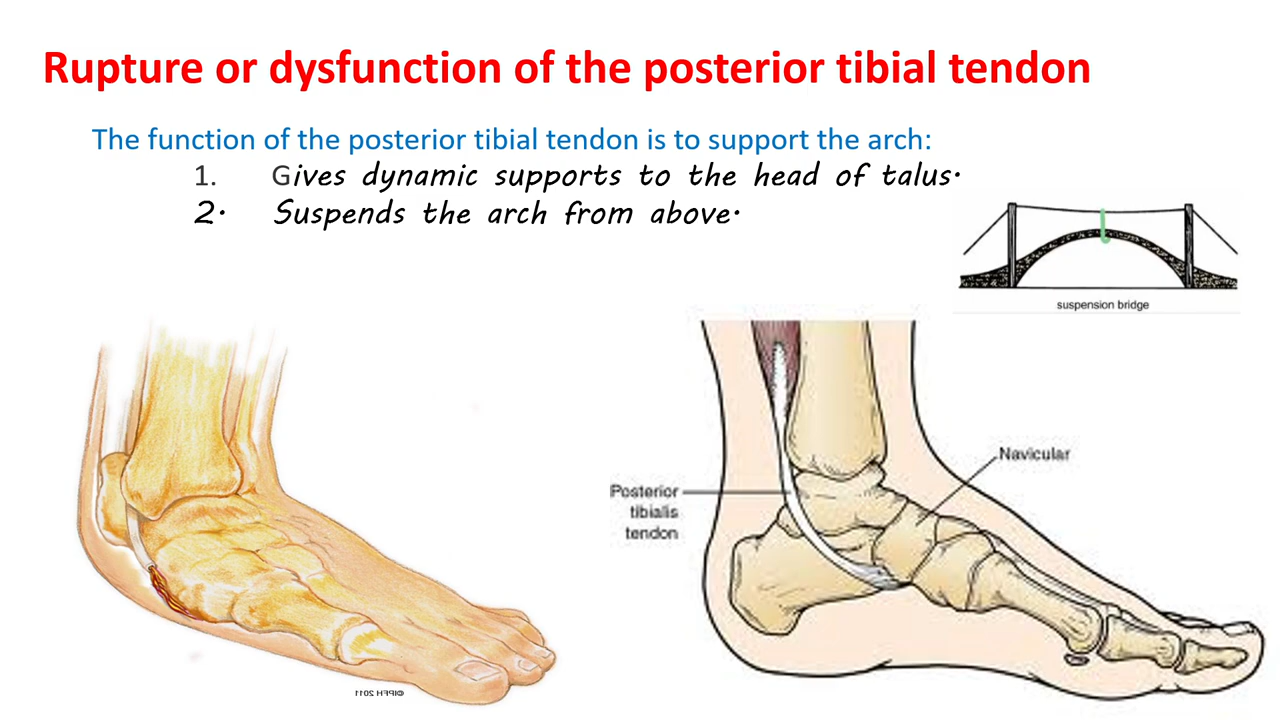 Rupture or dysfunction of the posterior tibial tendon
The function of the posterior tibial tendon is to support the arch:
1. Gives dynamic supports to the head of talus.
2. Suspends the arch from above.
suspension bridge
Navicular
Posterior
tibialis
tendon
©IPFH 2011